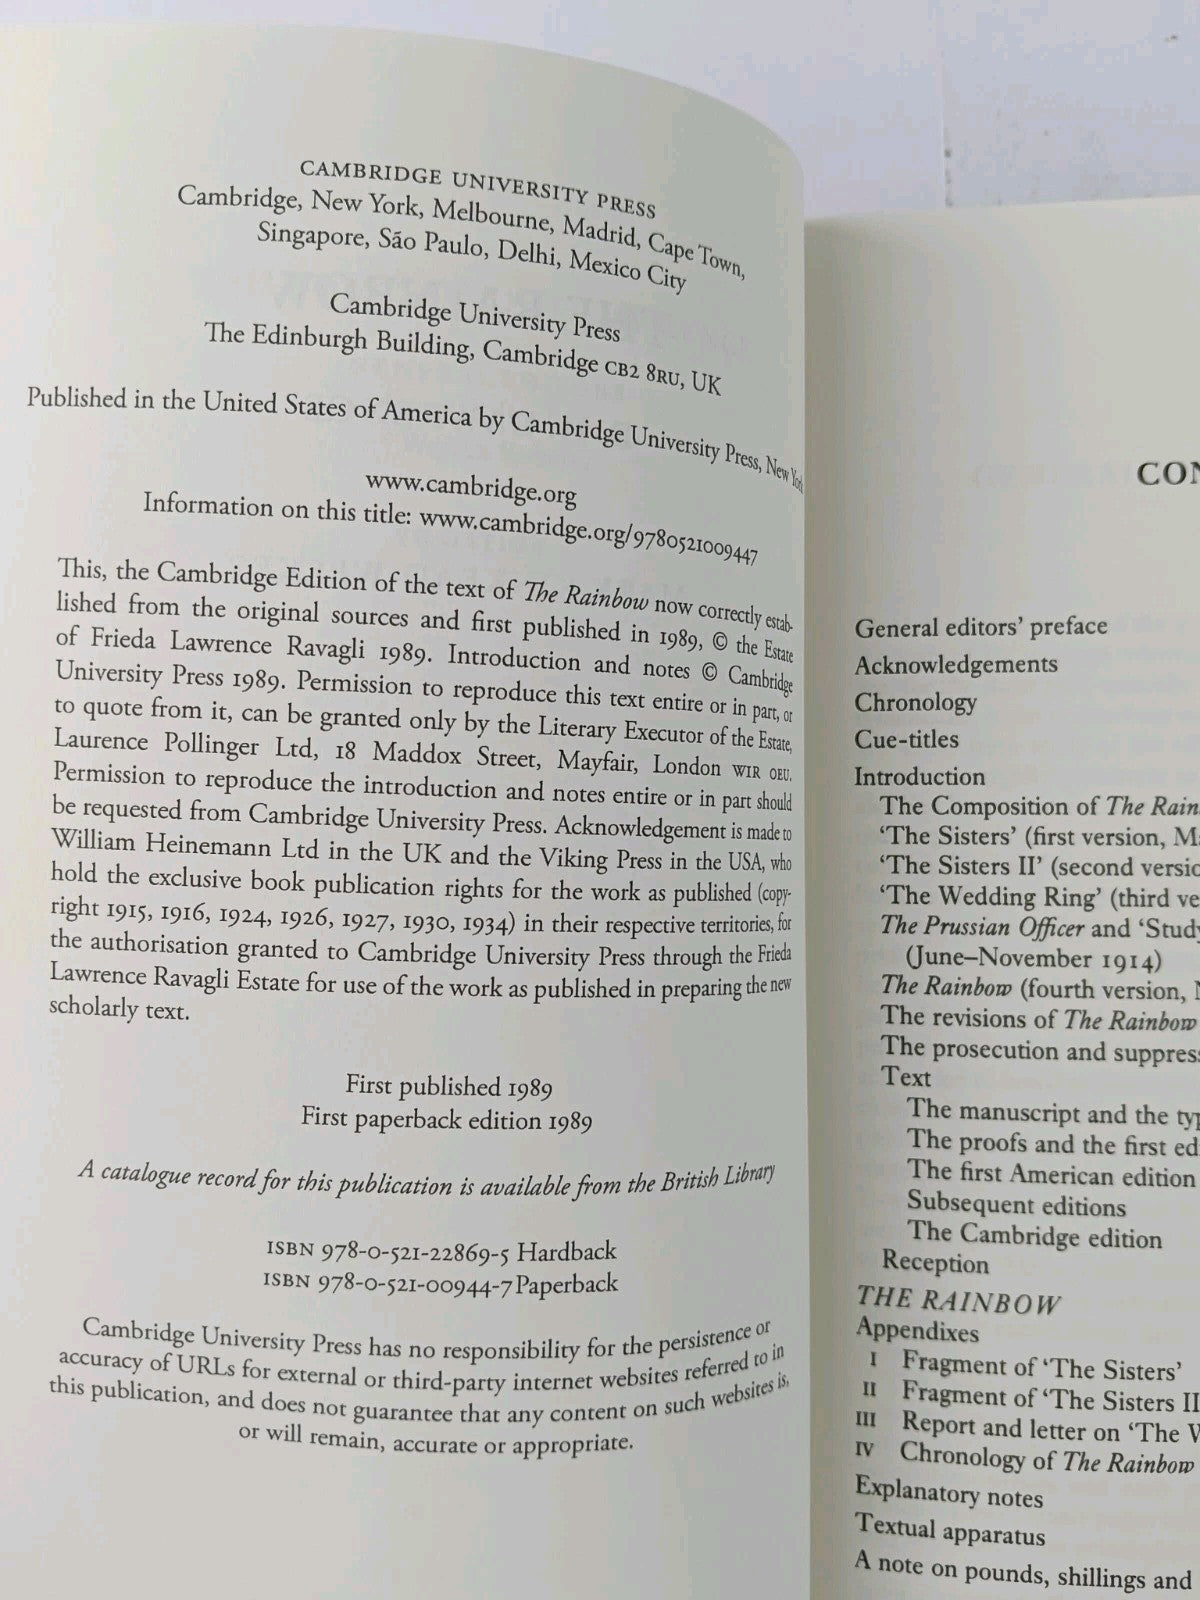 CAMBRIDGE UNIVERSITY PRESS
Cambridge, New York, Melbourne, Madrid, Cape Town,
Singapore, São Paulo, Delhi, Mexico City
Cambridge University Press
The Edinburgh Building, Cambridge CB2 8RU, UK
Published in the United States of America by Cambridge University Press, New York
www.cambridge.org
Information on this title: www.cambridge.org/9780521009447
This, the Cambridge Edition of the text of The Rainbow now correctly estab-
lished from the original sources and first published in 1989, © the Estate
of Frieda Lawrence Ravagli 1989. Introduction and notes © Cambridge
University Press 1989. Permission to reproduce this text entire or in part, or
to quote from it, can be granted only by the Literary Executor of the Estate,
Laurence Pollinger Ltd, 18 Maddox Street, Mayfair, London W1R OEU.
Permission to reproduce the introduction and notes entire or in part should
be requested from Cambridge University Press. Acknowledgement is made to
William Heinemann Ltd in the UK and the Viking Press in the USA, who
hold the exclusive book publication rights for the work as published (copy-
right 1915, 1916, 1924, 1926, 1927, 1930, 1934) in their respective territories, for
the authorisation granted to Cambridge University Press through the Frieda
Lawrence Ravagli Estate for use of the work as published in preparing the new
scholarly text.
First published 1989
First paperback edition 1989
A catalogue record for this publication is available from the British Library
ISBN 978-0-521-22869-5 Hardback
ISBN 978-0-521-00944-7 Paperback
Cambridge University Press has no responsibility for the persistence or
accuracy of URLs for external or third-party internet websites referred to in
this publication, and does not guarantee that any content on such websites is,
or will remain, accurate or appropriate.
CON
General editors' preface
Acknowledgements
Chronology
Cue-titles
Introduction
The Composition of The Rain
'The Sisters' (first version, Ma
'The Sisters II' (second versio
'The Wedding Ring' (third ve
The Prussian Officer and 'Study
(June–November 1914)
The Rainbow (fourth version, N
The revisions of The Rainbow
The prosecution and suppress
Text
The manuscript and the typ
The proofs and the first ed
The first American edition
Subsequent editions
The Cambridge edition
Reception
THE RAINBOW
Appendixes
I Fragment of 'The Sisters'
II Fragment of 'The Sisters II
III Report and letter on 'The W
IV Chronology of The Rainbow
Explanatory notes
Textual apparatus
A note on pounds, shillings and